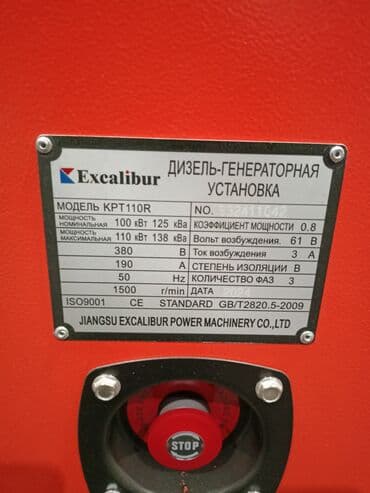 Excalibur
ДИЗЕЛЬ-ГЕНЕРАТОРНАЯ
УСТАНОВКА
МОДЕЛЬ KPT110R NO.
МОЩНОСТЬ НОМИНАЛЬНАЯ 100 кВт 125 кВа КОЭФФИЦИЕНТ МОЩНОСТИ 0.8
МОЩНОСТЬ МАКСИМАЛЬНАЯ 110 кВт 138 кВа Вольт возбуждения. 61 В
380 В Ток возбуждения 3 А
190 А СТЕПЕНЬ ИЗОЛЯЦИИ В
50 Hz КОЛИЧЕСТВО ФАЗ 3
1500 r/min ДАТА
ISO9001 CE STANDARD GB/T2820.5-2009
JIANGSU EXCALIBUR POWER MACHINERY CO.,LTD
STOP